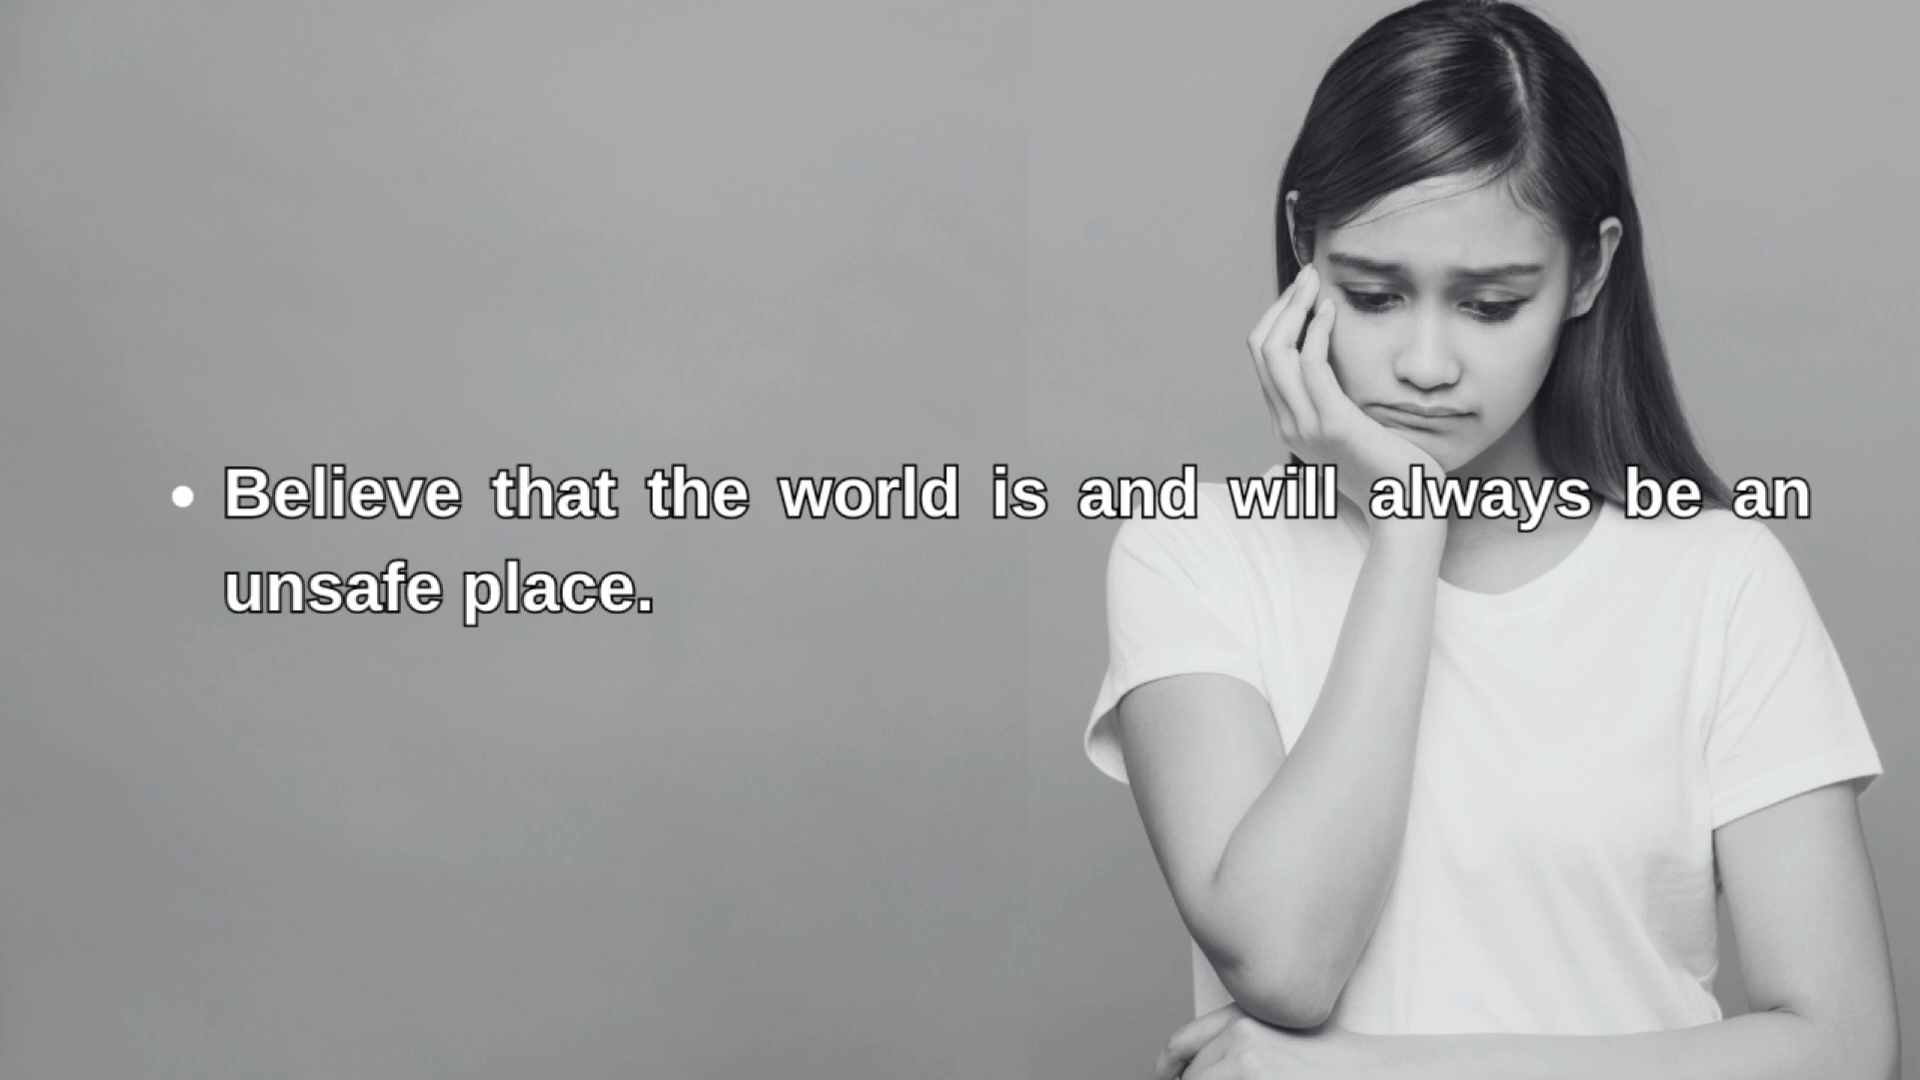 • Believe that the world is and will always be an
unsafe place.